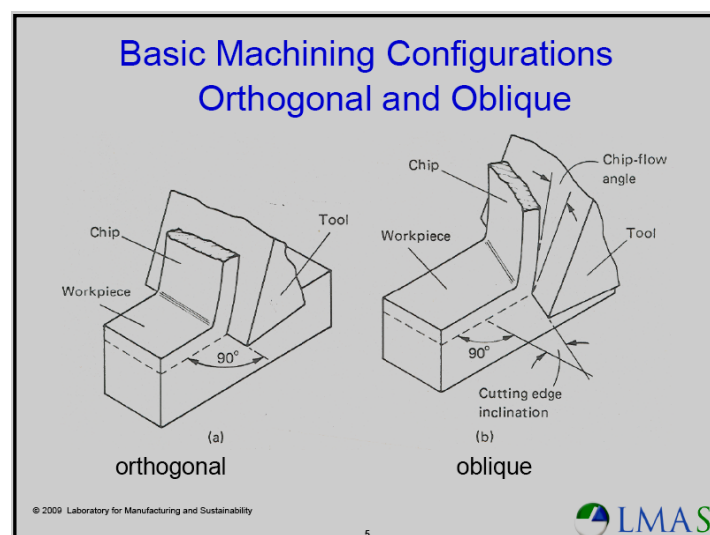 Basic Machining Configurations
Orthogonal and Oblique
Chip
Tool
Workpiece
90°
(a)
orthogonal
Chip
Chip-flow
angle
Workpiece
Tool
90°
Cutting edge
inclination
(b)
oblique
© 2009 Laboratory for Manufacturing and Sustainability
5
LMAS